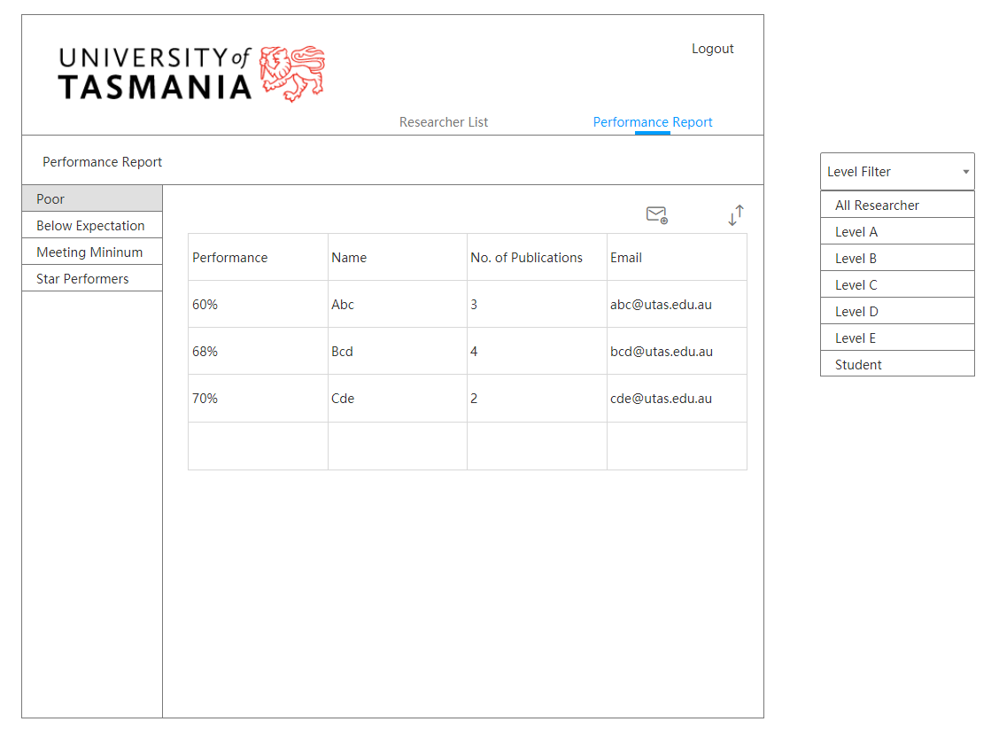 UNIVERSITY of
TASMANIA
Logout
Researcher List
Performance Report
Performance Report
Poor
Below Expectation
Meeting Mininum
Star Performers
Performance Name No. of Publications Email
60% Abc 3 abc@utas.edu.au
68% Bcd 4 bcd@utas.edu.au
70% Cde 2 cde@utas.edu.au
Level Filter
All Researcher
Level A
Level B
Level C
Level D
Level E
Student